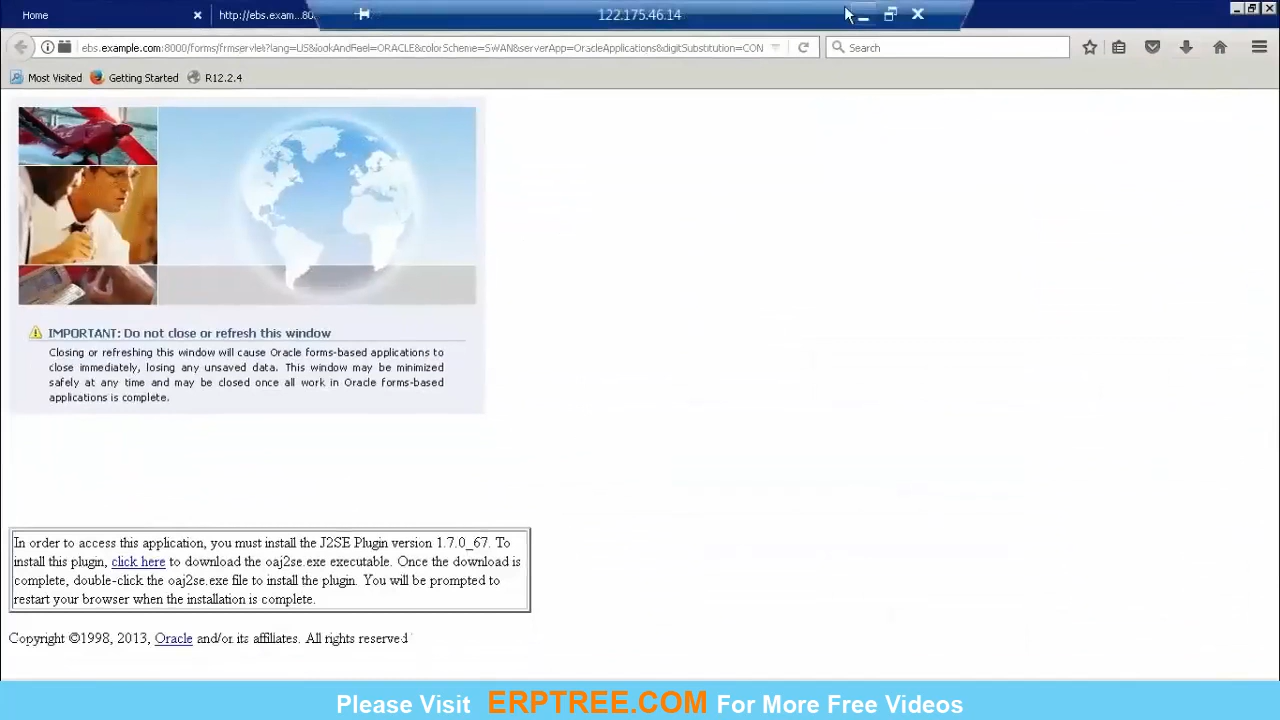 Home
http://ebs.exam...80
122.175.46.14
ebs.example.com:8000/forms/frmservlet?lang=US&lookAndFeel=ORACLE&colorScheme=SWAN&serverApp=OracleApplications&digitSubstitution=CON
Search
Most Visited
Getting Started
R12.2.4
IMPORTANT: Do not close or refresh this window
Closing or refreshing this window will cause Oracle forms-based applications to
close immediately, losing any unsaved data. This window may be minimized
safely at any time and may be closed once all work in Oracle forms-based
applications is complete.
In order to access this application, you must install the J2SE Plugin version 1.7.0_67. To
install this plugin, click here to download the oaj2se.exe executable. Once the download is
complete, double-click the oaj2se.exe file to install the plugin. You will be prompted to
restart your browser when the installation is complete.
Copyright ©1998, 2013, Oracle and/or its affiliates. All rights reserved
Please Visit ERPTREE.COM For More Free Videos